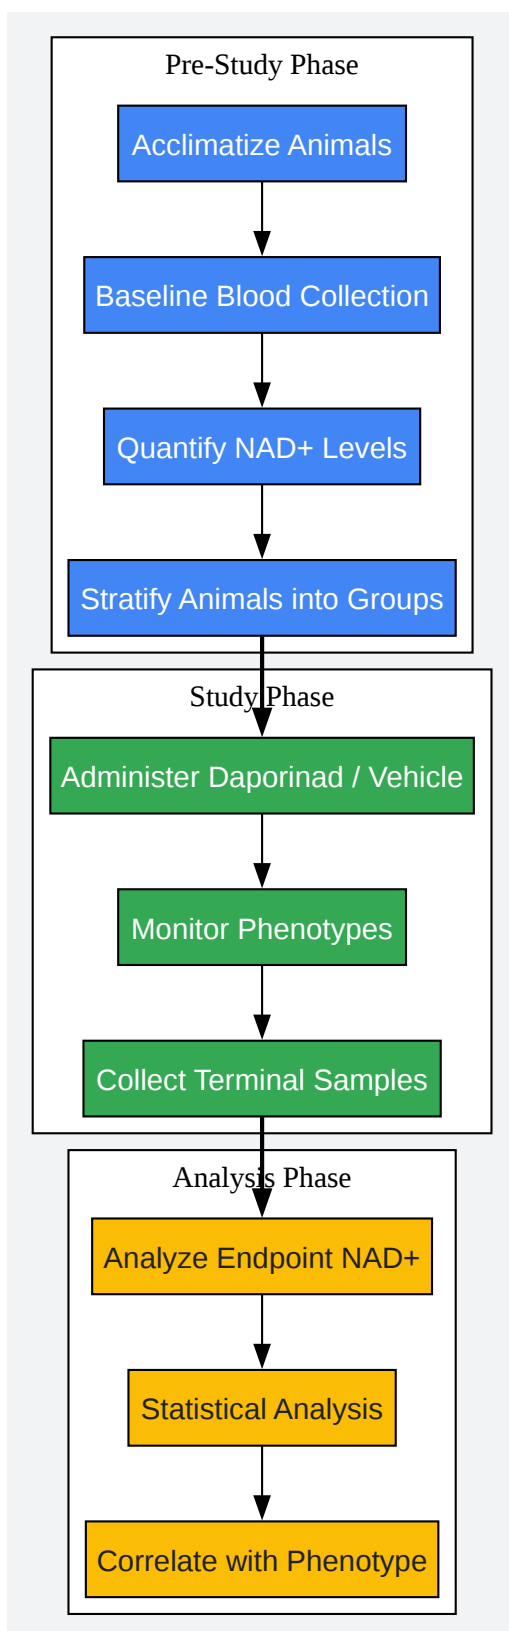 Pre-Study Phase
Acclimatize Animals
Baseline Blood Collection
Quantify NAD+ Levels
Stratify Animals into Groups
Study Phase
Administer Daporinad / Vehicle
Monitor Phenotypes
Collect Terminal Samples
Analysis Phase
Analyze Endpoint NAD+
Statistical Analysis
Correlate with Phenotype